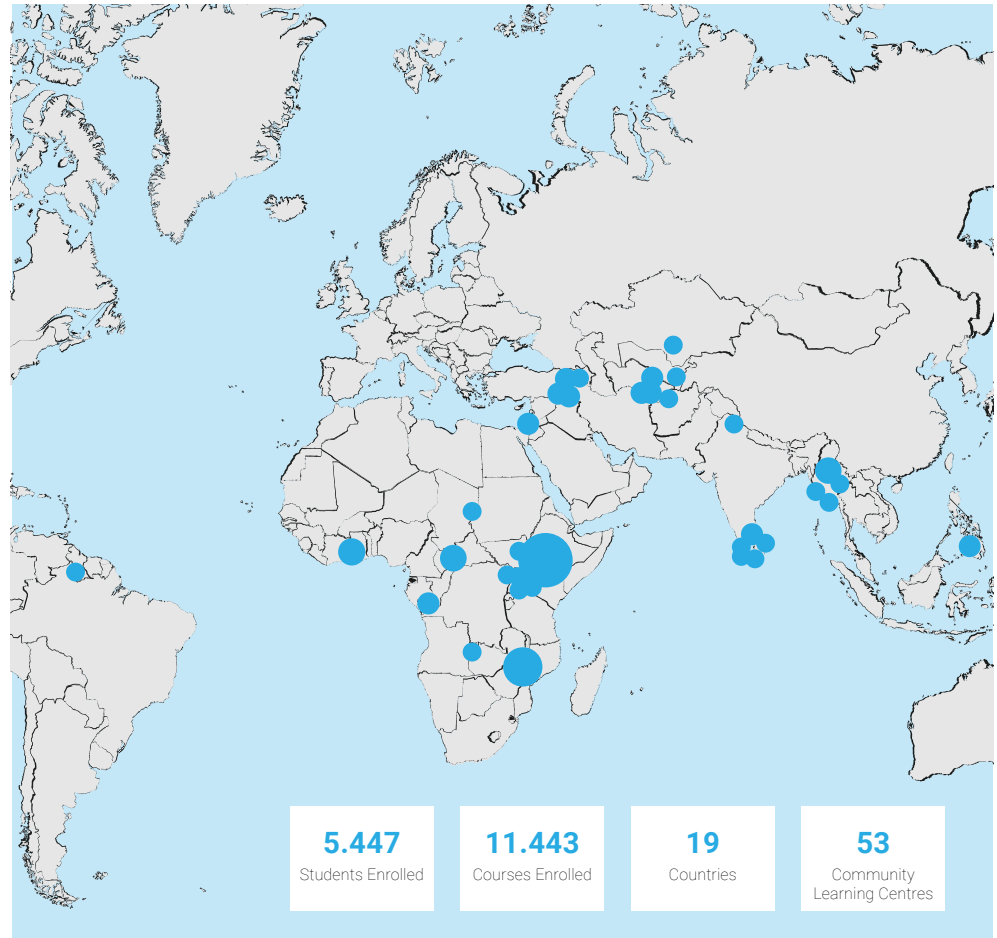 5.447
Students Enrolled
11.443
Courses Enrolled
19
Countries
53
Community
Learning Centres